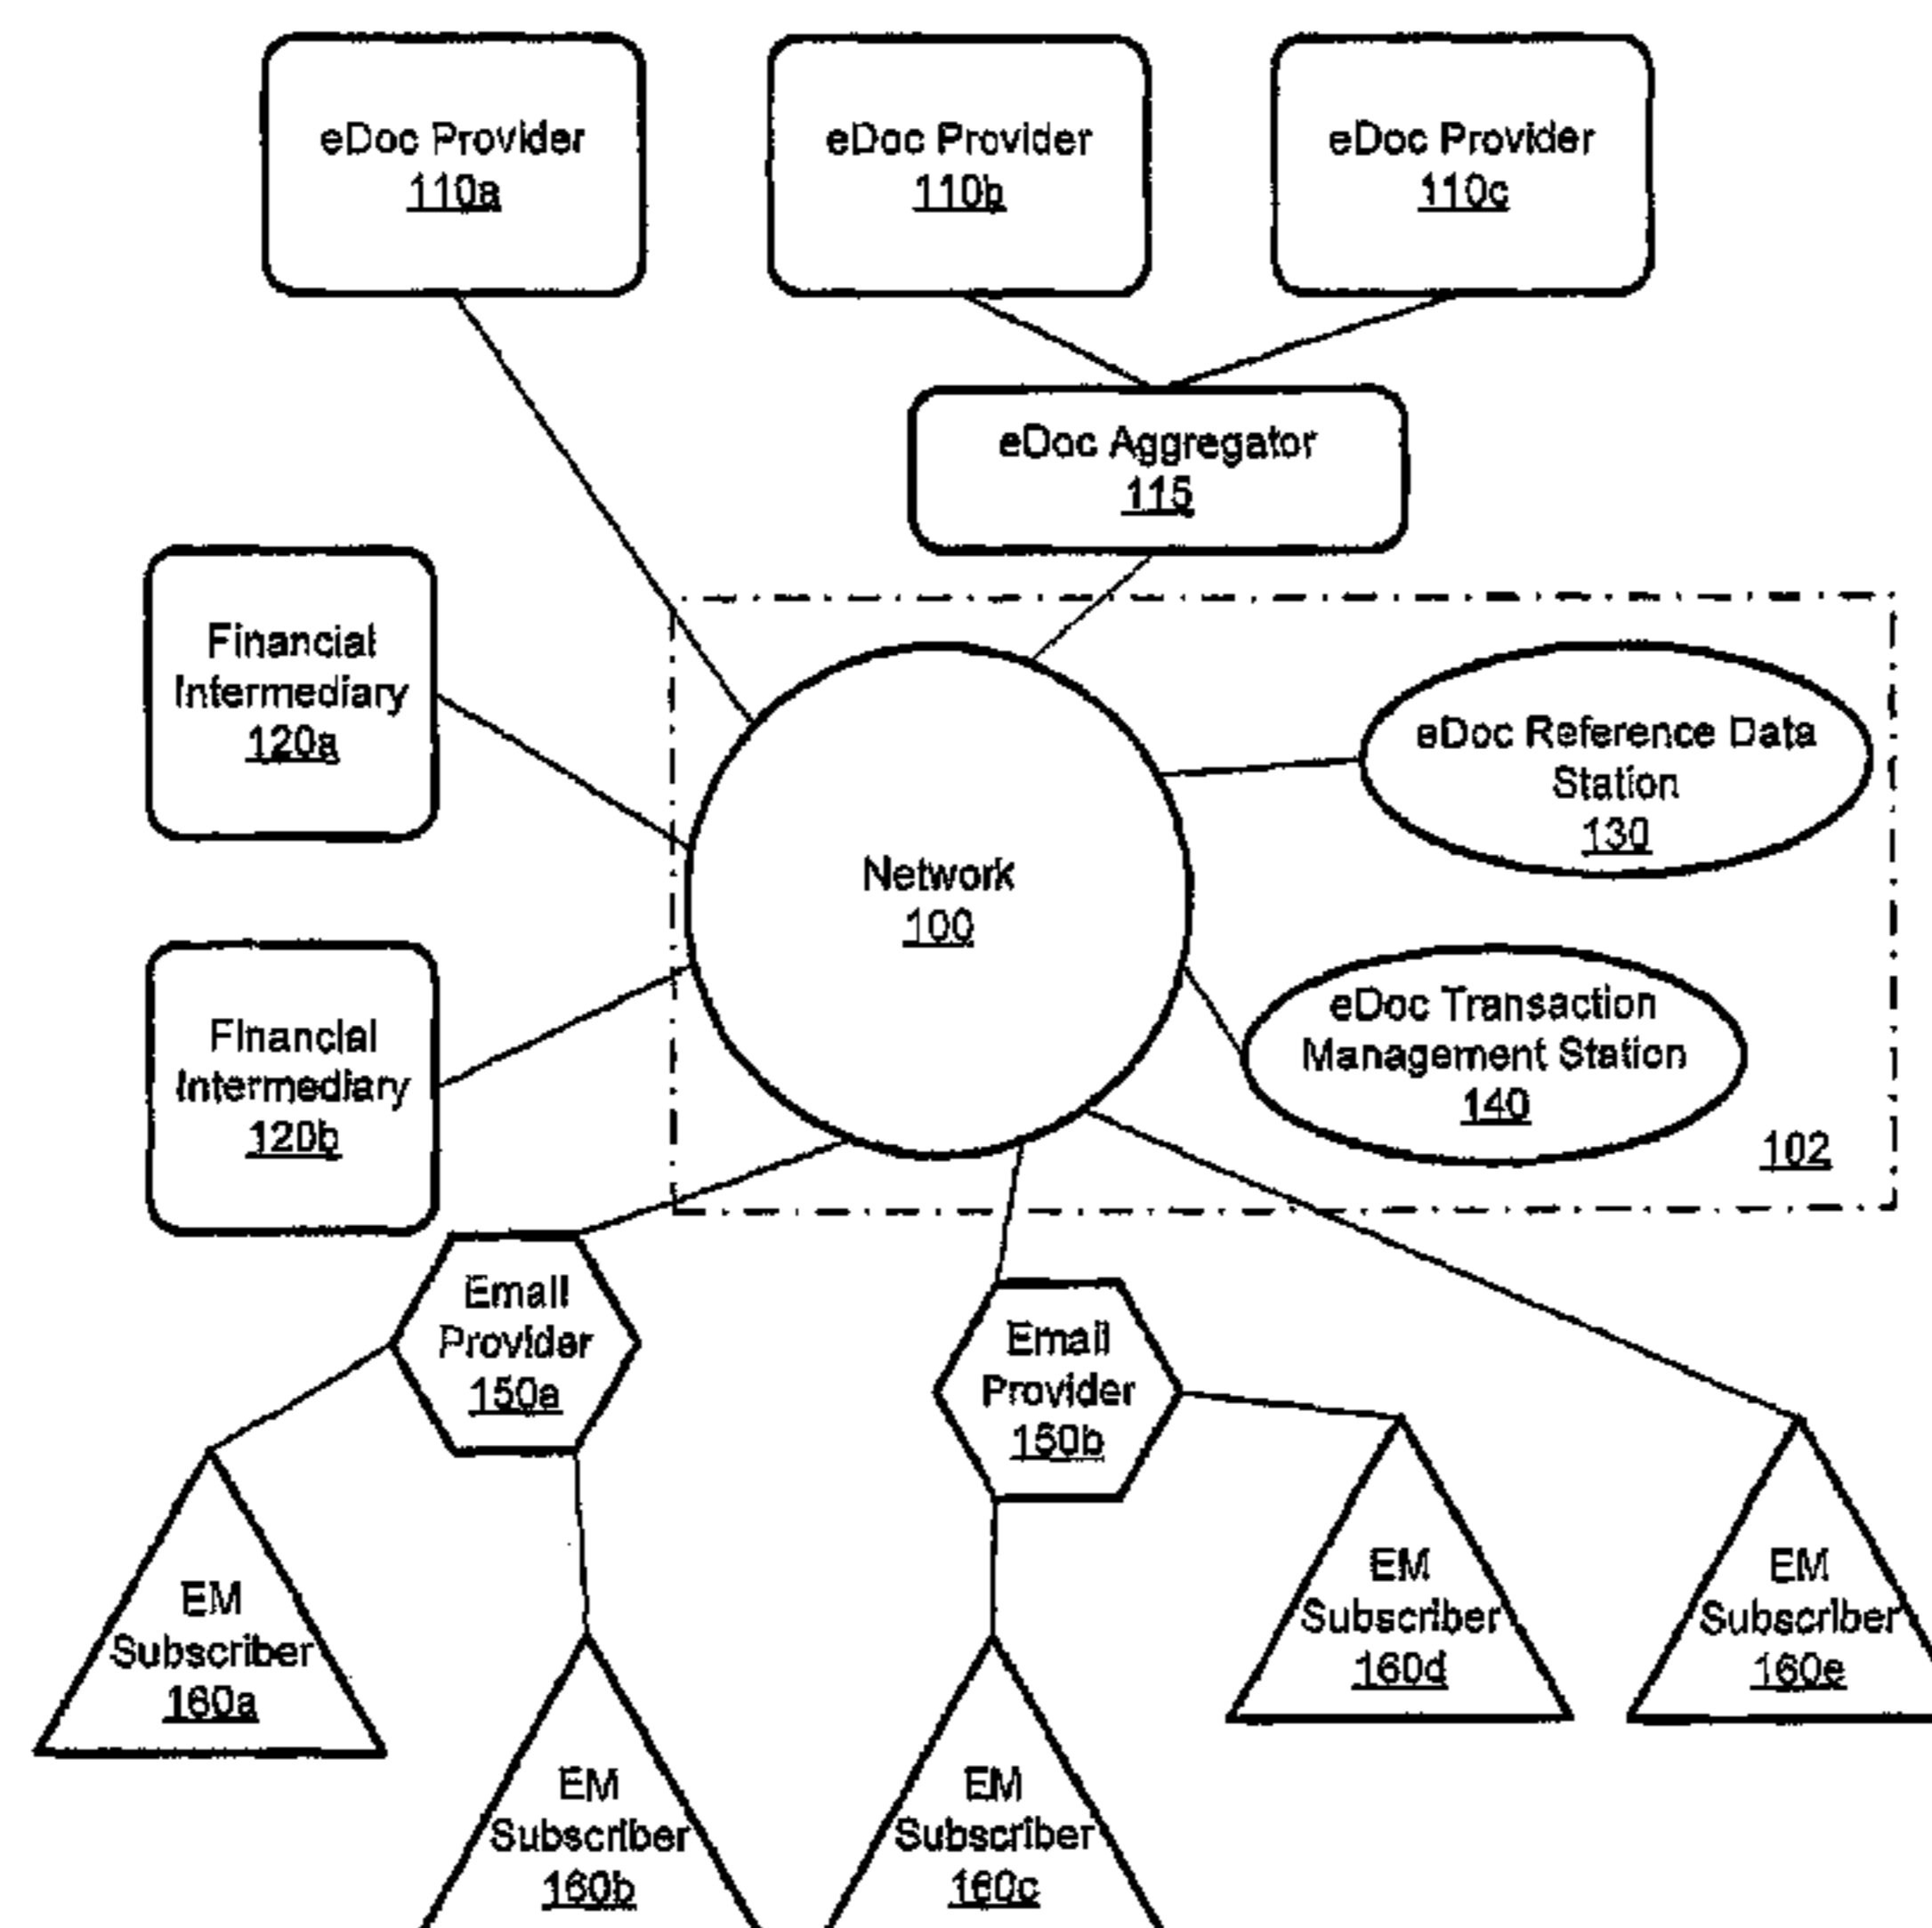 eDoc Provider
110a
eDoc Provider
110b
eDoc Provider
110c
eDoc Aggregator
115
Financial
Intermediary
120a
eDoc Reference Data
Station
130
Network
100
Financial
Intermediary
120b
eDoc Transaction
Management Station
140
102
Email
Provider
150a
Email
Provider
150b
EM
Subscriber
160a
EM
Subscriber
160b
EM
Subscriber
160c
EM
Subscriber
160d
EM
Subscriber
160e